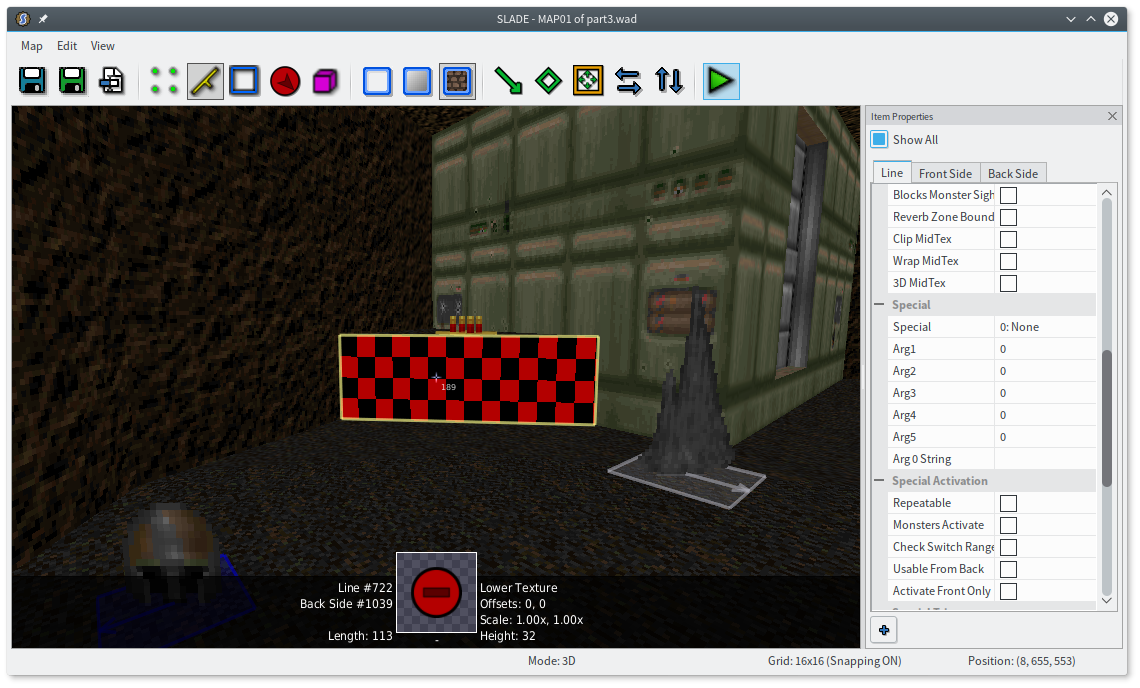 SLADE - MAP01 of part3.wad
Map Edit View
Item Properties
Show All
Line Front Side Back Side
Blocks Monster Sigh
Reverb Zone Bound
Clip MidTex
Wrap MidTex
3D MidTex
Special
Special 0: None
Arg1 0
Arg2 0
Arg3 0
Arg4 0
Arg5 0
Arg 0 String
Special Activation
Repeatable
Monsters Activate
Check Switch Range
Usable From Back
Activate Front Only
189
Line #722
Back Side #1039
Length: 113
-
Lower Texture
Offsets: 0, 0
Scale: 1.00x, 1.00x
Height: 32
Mode: 3D
Grid: 16x16 (Snapping ON)
Position: (8, 655, 553)